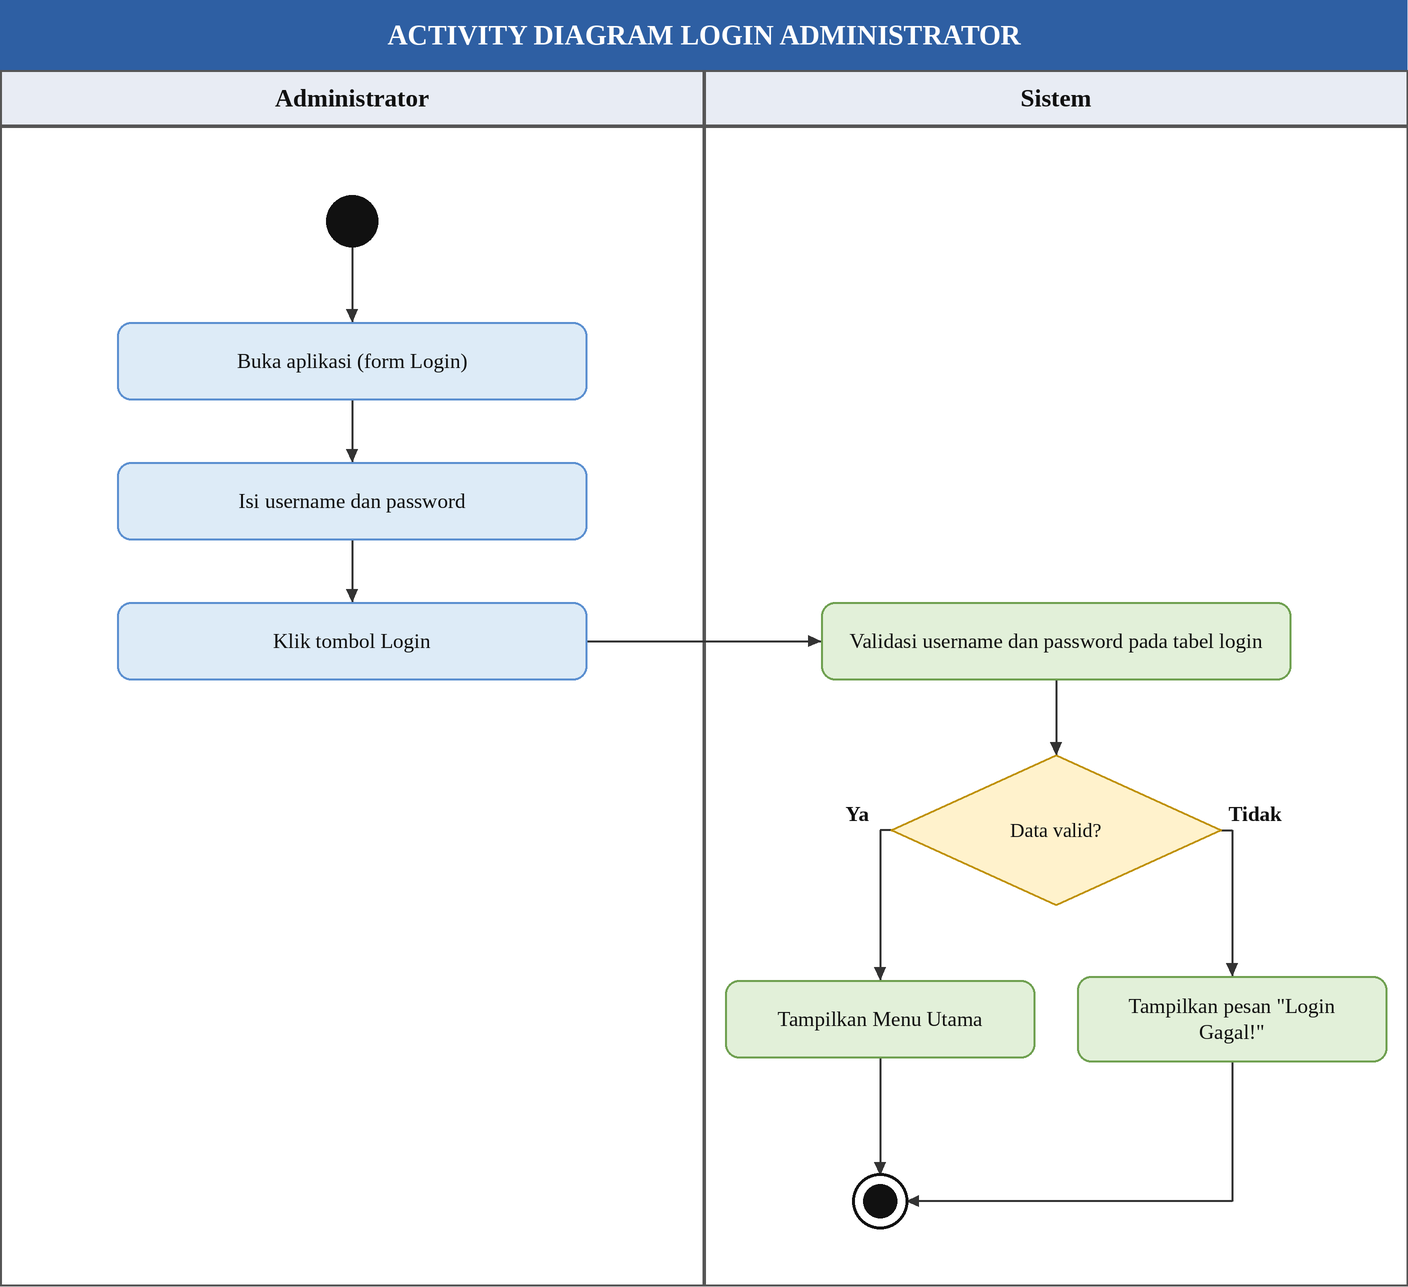 ACTIVITY DIAGRAM LOGIN ADMINISTRATOR
Administrator
Sistem
Buka aplikasi (form Login)
Isi username dan password
Klik tombol Login
Validasi username dan password pada tabel login
Data valid?
Ya
Tidak
Tampilkan Menu Utama
Tampilkan pesan "Login
Gagal!"